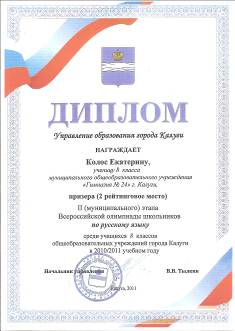 ДИПЛОМ
Управление образования города Калуги
НАГРАЖДАЕТ
Колос Екатерину,
ученицу 8 класса
муниципального общеобразовательного учреждения
«Гимназия № 24» г. Калуги,
призера (2 рейтинговое место)
II (муниципального) этапа
Всероссийской олимпиады школьников
по русскому языку
среди учащихся 8 классов
общеобразовательных учреждений города Калуги
в 2010/2011 учебном году
Начальник управления В.В.
Калуга, 2011